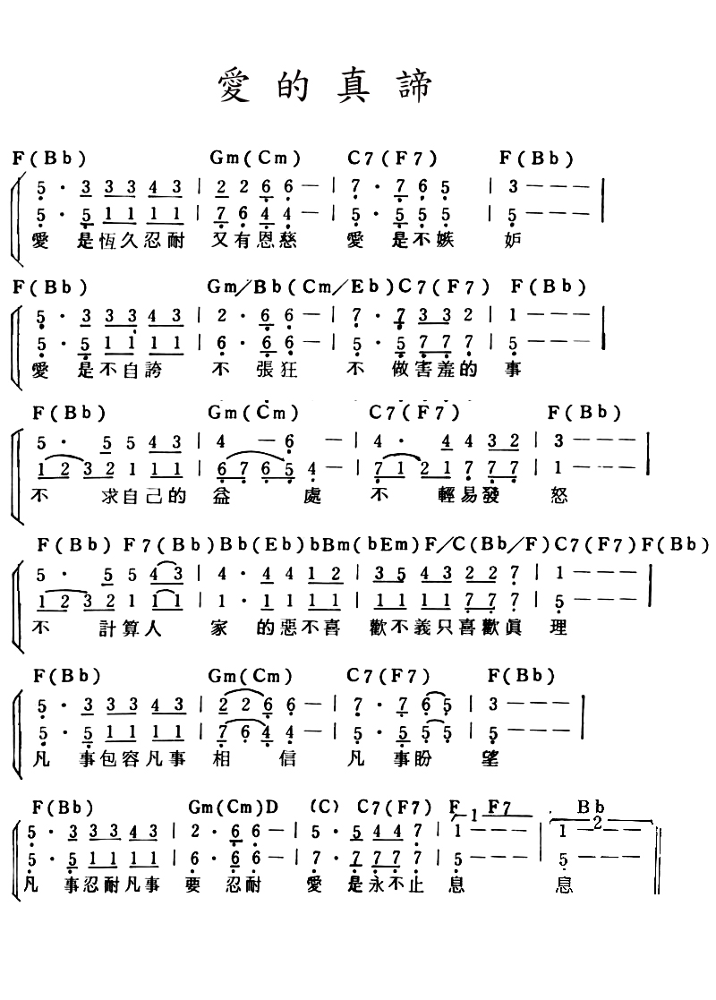 愛的真諦
F(Bb) Gm(Cm) C7(F7) F(Bb)
5 · 3 3 3 4 3 | 2 2 6 6 — | 7 · 7 6 5 | 3 — — — |
5 · 5 1 1 1 1 | 7 6 4 4 — | 5 · 5 5 5 | 5 — — — |
愛 是恆久忍耐 又有恩慈 愛 是不嫉 妒
F(Bb) Gm/Bb(Cm/Eb)C7(F7) F(Bb)
5 · 3 3 3 4 3 | 2 · 6 6 — | 7 · 7 3 3 2 | 1 — — — |
5 · 5 1 1 1 1 | 6 · 6 6 — | 5 · 5 7 7 7 | 5 — — — |
愛 是不自誇 不 張狂 不 做害羞的 事
F(Bb) Gm(Cm) C7(F7) F(Bb)
5 · 5 5 4 3 | 4 — 6 — | 4 · 4 4 3 2 | 3 — — — |
1 2 3 2 1 1 1 | 6 7 6 5 4 — | 7 1 2 1 7 7 7 | 1 — — — |
不 求自己的 益 處 不 輕易發 怒
F(Bb) F7(Bb)Bb(Eb)bBm(bEm)F/C(Bb/F)C7(F7)F(Bb)
5 · 5 5 4 3 | 4 · 4 4 1 2 | 3 5 4 3 2 2 7 | 1 — — — |
1 2 3 2 1 1 1 | 1 · 1 1 1 1 | 1 1 1 1 7 7 7 | 5 — — — |
不 計算人 家 的惡不喜 歡不義只喜歡眞 理
F(Bb) Gm(Cm) C7(F7) F(Bb)
5 · 3 3 3 4 3 | 2 2 6 6 — | 7 · 7 6 5 | 3 — — — |
5 · 5 1 1 1 1 | 7 6 4 4 — | 5 · 5 5 5 | 5 — — — |
凡 事包容凡事 相 信 凡 事盼 望
F(Bb) Gm(Cm)D (C) C7(F7) F 1 F7 Bb 2
5 · 3 3 3 4 3 | 2 · 6 6 — | 5 · 5 4 4 7 | 1 — — — | 1 — — —
5 · 5 1 1 1 1 | 6 · 6 6 — | 7 · 7 7 7 7 | 5 — — — | 5 — — —
凡 事忍耐凡事 要 忍耐 愛 是永不止 息 息